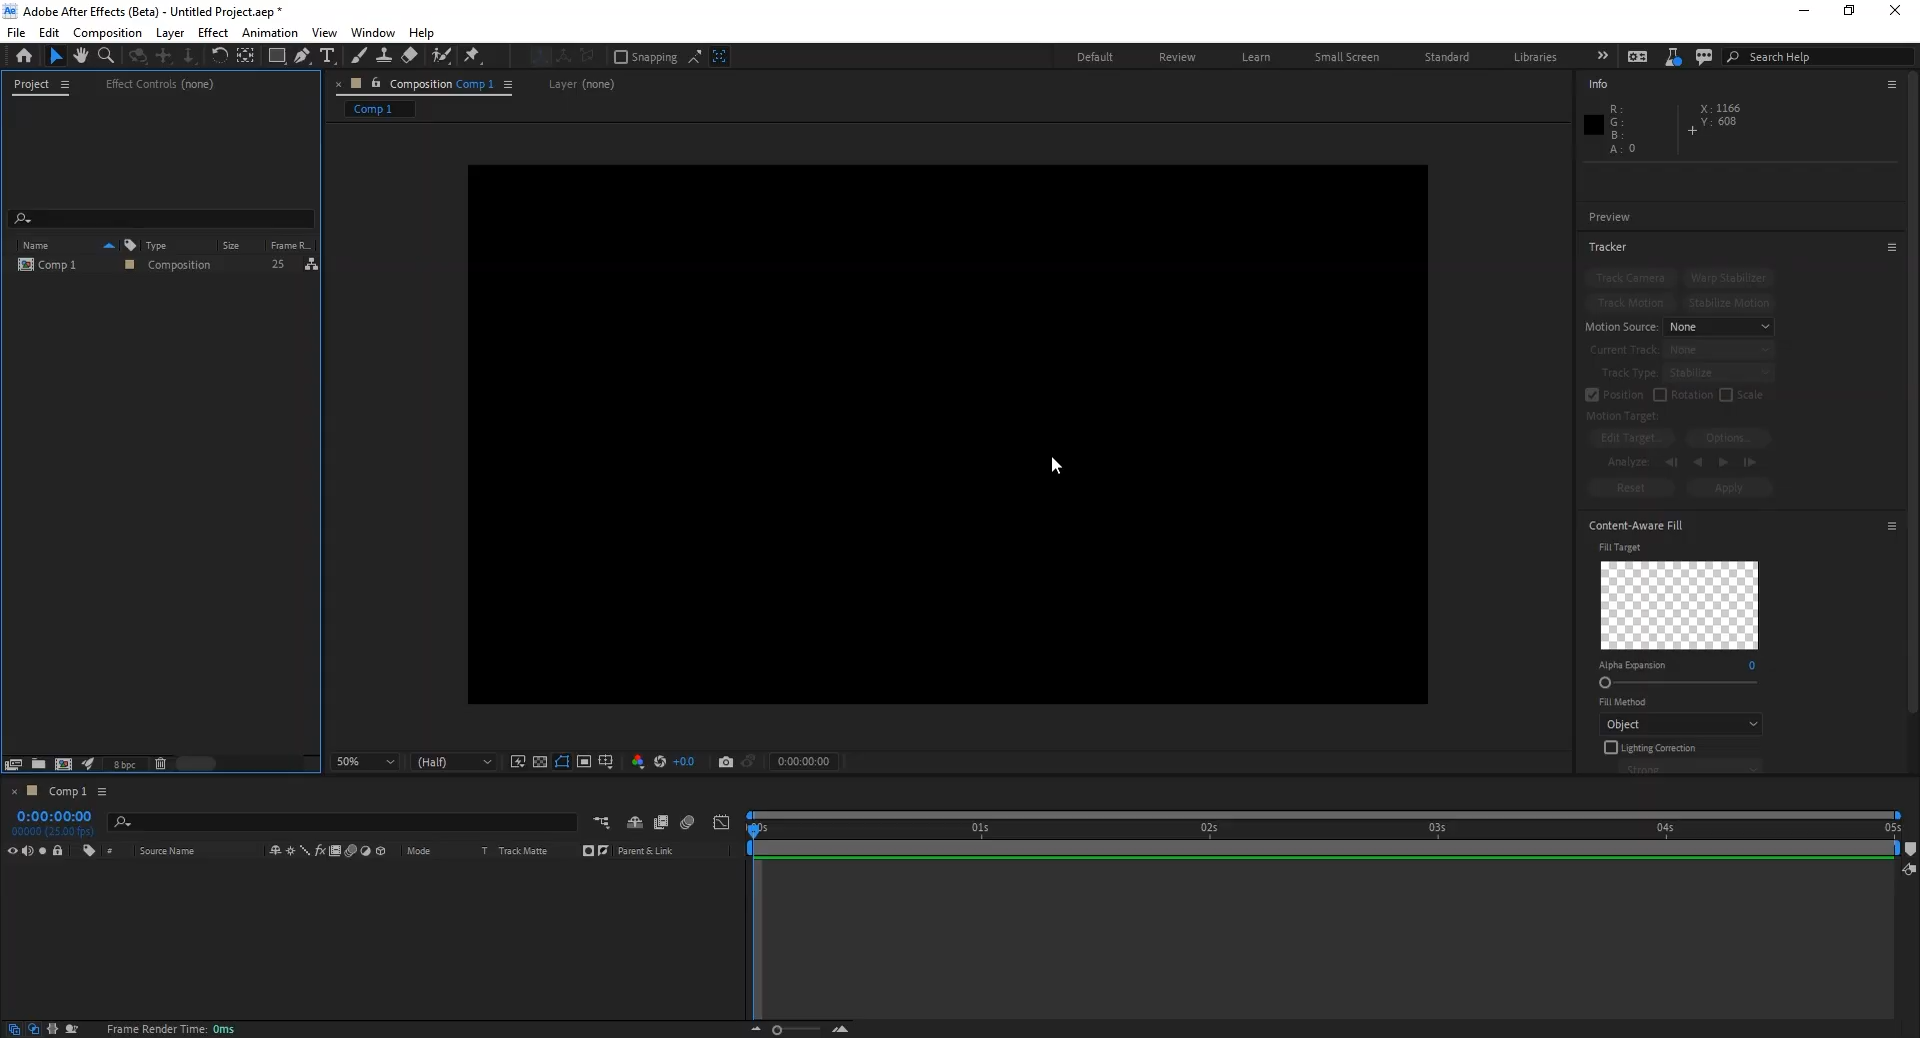 Adobe After Effects (Beta) - Untitled Project.aep *
File Edit Composition Layer Effect Animation View Window Help
Snapping Default Review Learn Small Screen Standard Libraries Search Help
Project Effect Controls (none)
Composition Comp 1 Layer (none)
Comp 1
Name Type Size Frame R...
Comp 1 Composition 25
8 bpc
50% (Half) +0.0 0:00:00:00
Info
R :
G :
B :
A : 0
X : 1166
Y : 608
Preview
Tracker
Track Camera Warp Stabilizer
Track Motion Stabilize Motion
Motion Source: None
Current Track: None
Track Type: Stabilize
Position Rotation Scale
Motion Target:
Edit Target... Options...
Analyze:
Reset Apply
Content-Aware Fill
Fill Target
Alpha Expansion 0
Fill Method
Object
Lighting Correction
Strong
Comp 1
0:00:00:00
00000 (25.00 fps)
# Source Name fx Mode T Track Matte Parent & Link
01s 02s 03s 04s 05s
Frame Render Time: 0ms